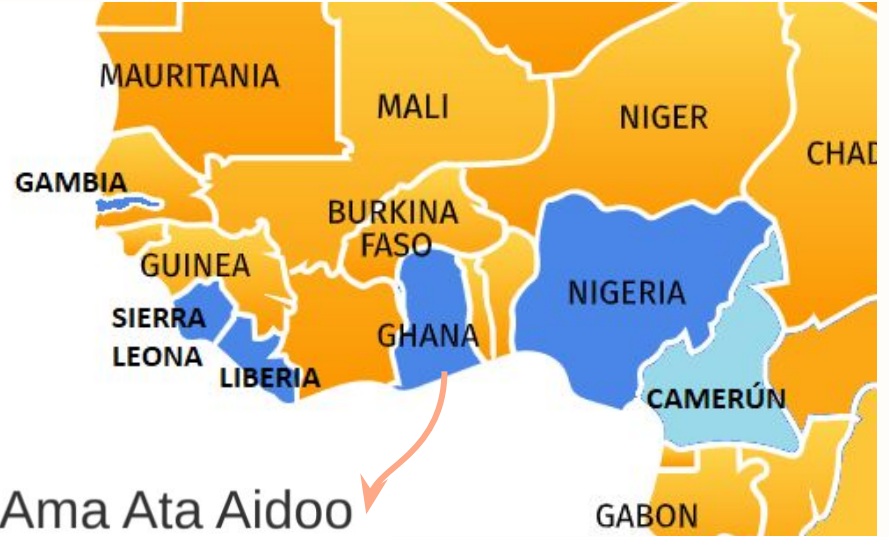 MAURITANIA
MALI
NIGER
CHAD
GAMBIA
BURKINA
FASO
GUINEA
NIGERIA
SIERRA
LEONA
GHANA
LIBERIA
CAMERÚN
Ama Ata Aidoo
GABON